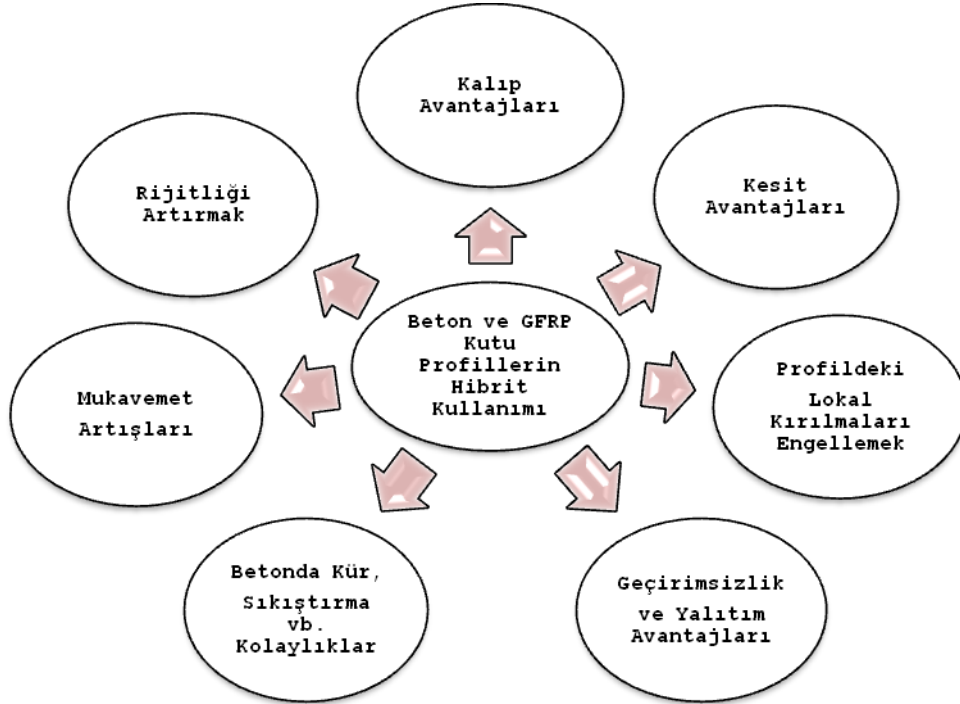 Kalıp
Avantajları
Rijitliği
Artırmak
Kesit
Avantajları
Beton ve GFRP
Kutu
Profillerin
Hibrit
Kullanımı
Mukavemet
Artışları
Profildeki
Lokal
Kırılmaları
Engellemek
Betonda Kür,
Sıkıştırma
vb.
Kolaylıklar
Geçirimsizlik
ve Yalıtım
Avantajları